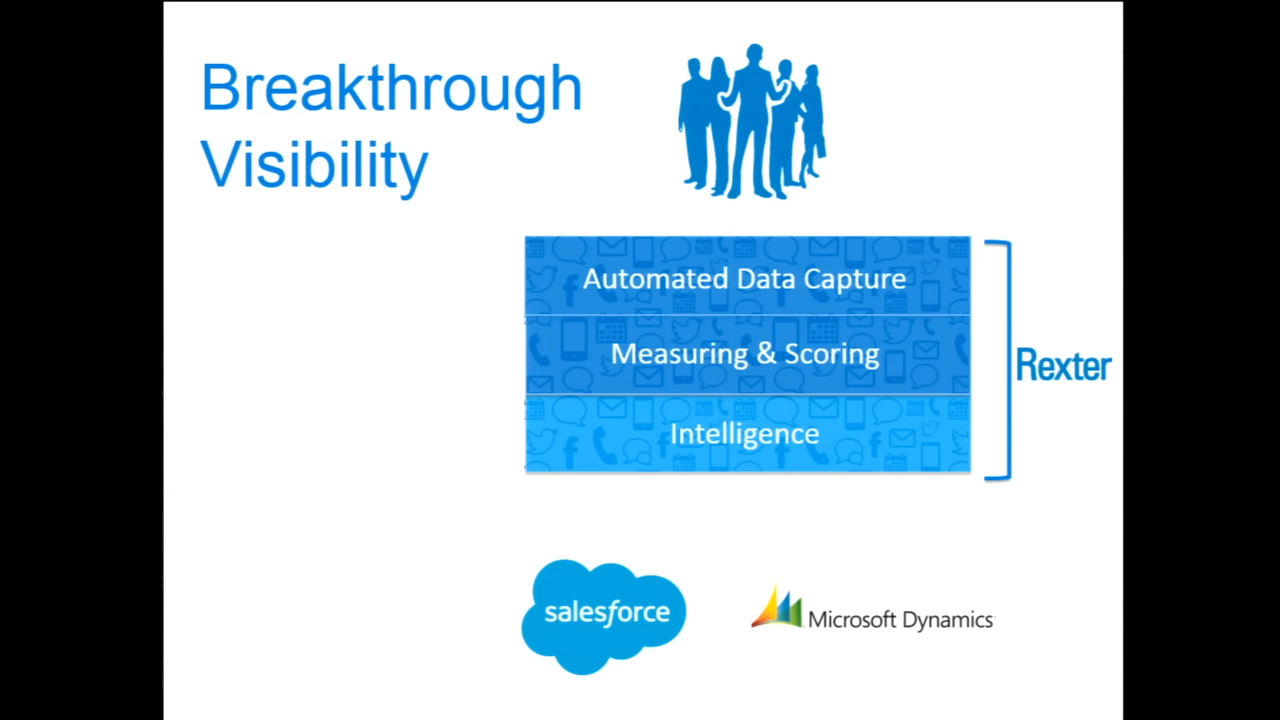 Breakthrough
Visibility
Automated Data Capture
Measuring & Scoring
Intelligence
Rexter
salesforce
Microsoft Dynamics